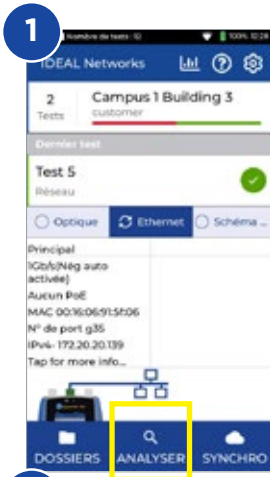 1
Nombre de tests: 12 100% 10:28
IDEAL Networks
2 Campus 1 Building 3
Tests customer
Dernier test
Test 5
Réseau
Optique Ethernet Schéma ...
Principal
1Gb/s(Nég auto
activée)
Aucun PoE
MAC 00:16:06:91:5f:06
N° de port g35
IPv4- 172.20.20.139
Tap for more info...
DOSSIERS ANALYSER SYNCHRO